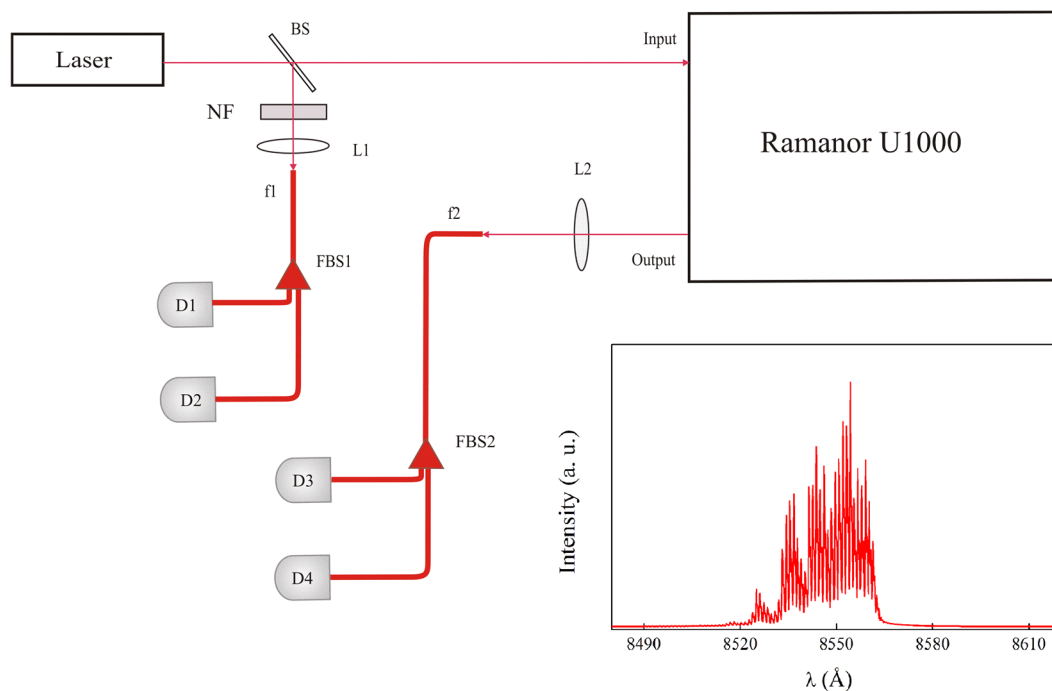 Laser
BS
Input
NF
L1
Ramanor U1000
L2
f1
f2
Output
FBS1
D1
D2
FBS2
D3
D4
Intensity (a. u.)
8490 8520 8550 8580 8610
λ (Å)